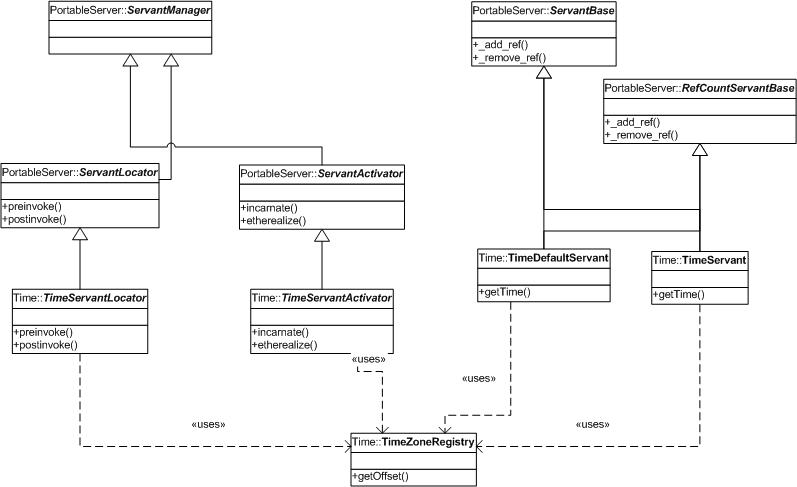 PortableServer::ServantManager
PortableServer::ServantBase
+_add_ref()
+_remove_ref()
PortableServer::RefCountServantBase
+_add_ref()
+_remove_ref()
PortableServer::ServantLocator
+preinvoke()
+postinvoke()
PortableServer::ServantActivator
+incarnate()
+etherealize()
Time::TimeDefaultServant
+getTime()
Time::TimeServant
+getTime()
Time::TimeServantLocator
+preinvoke()
+postinvoke()
Time::TimeServantActivator
+incarnate()
+etherealize()
«uses»
«uses»
«uses»
«uses»
Time::TimeZoneRegistry
+getOffset()